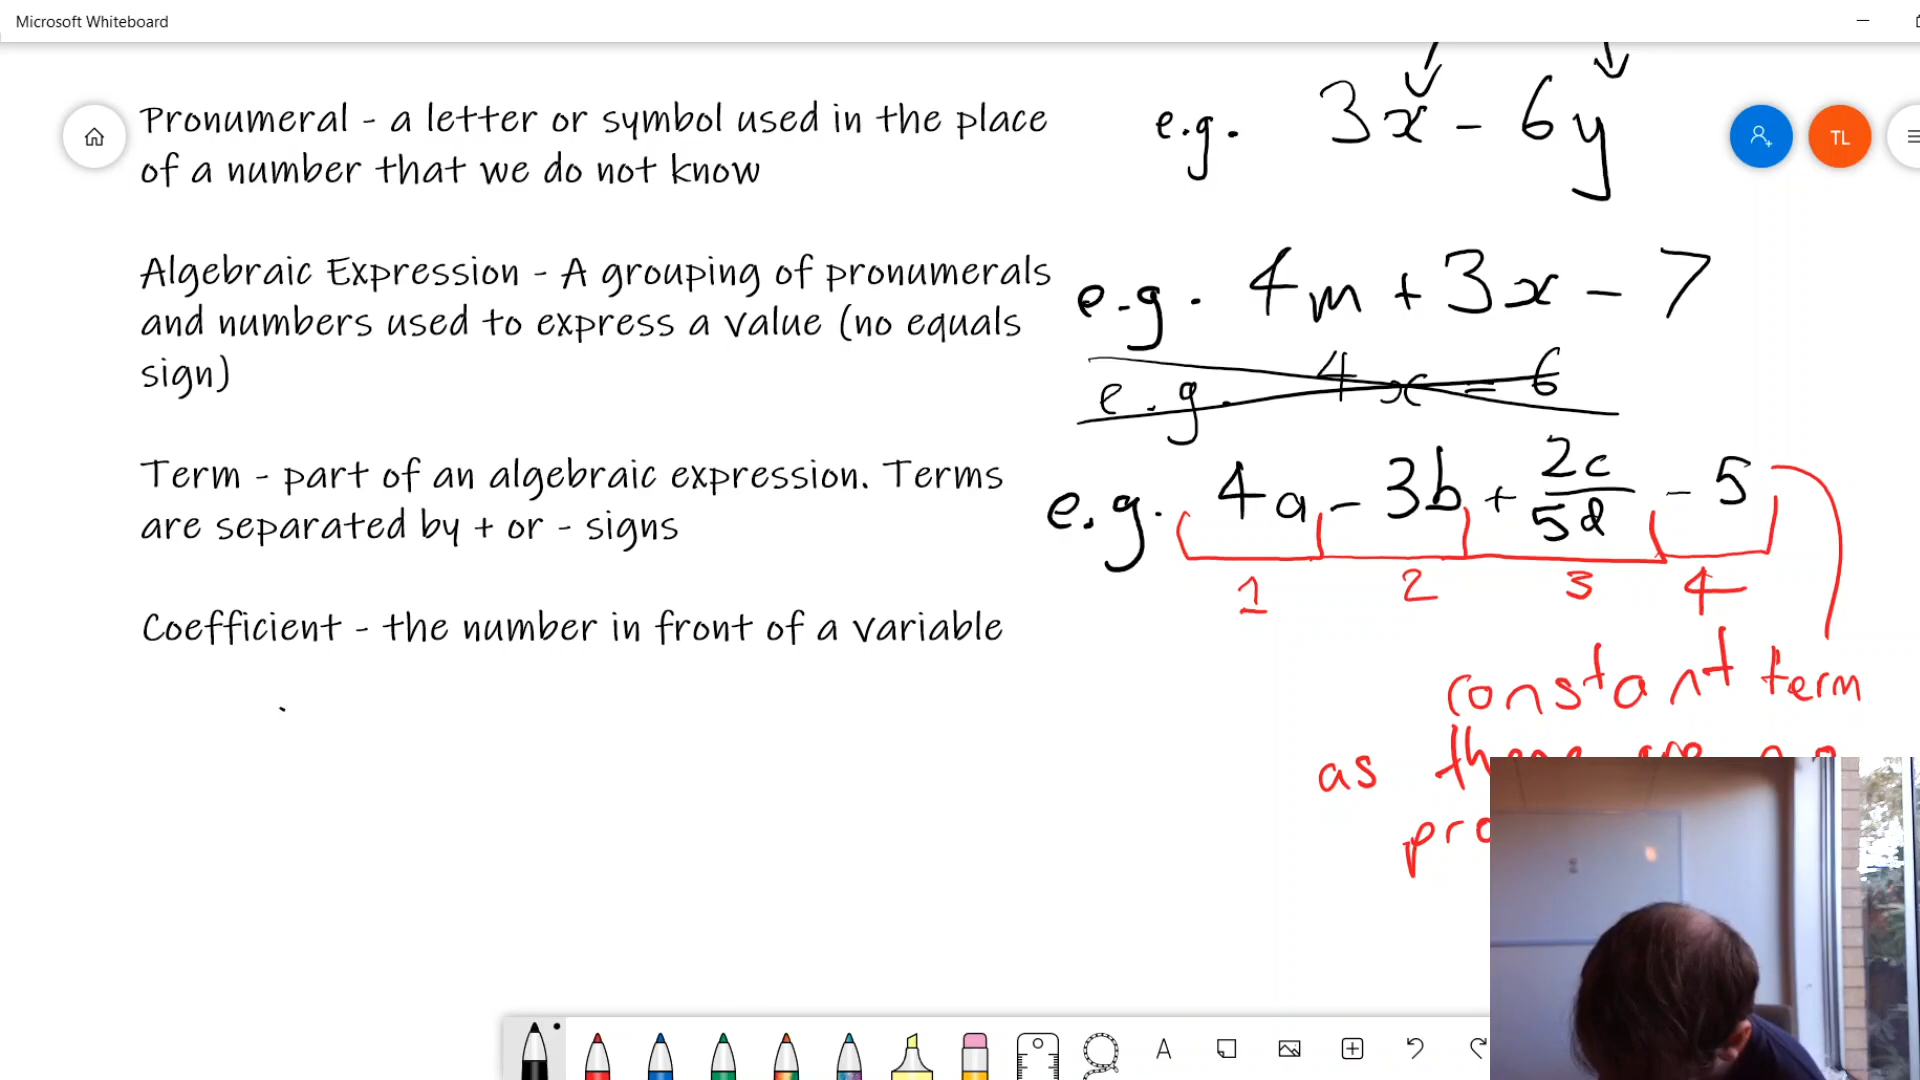 Microsoft Whiteboard
Pronumeral - a letter or symbol used in the place
of a number that we do not know
e.g. 3x - 6y
TL
Algebraic Expression - A grouping of pronumerals
and numbers used to express a value (no equals
sign)
e.g. 4m + 3x - 7
e.g. 4x = 6
Term - part of an algebraic expression. Terms
are separated by + or - signs
e.g. 4a - 3b + 2c/5d - 5
1 2 3 4
Coefficient - the number in front of a variable
constant term
as there are no
A